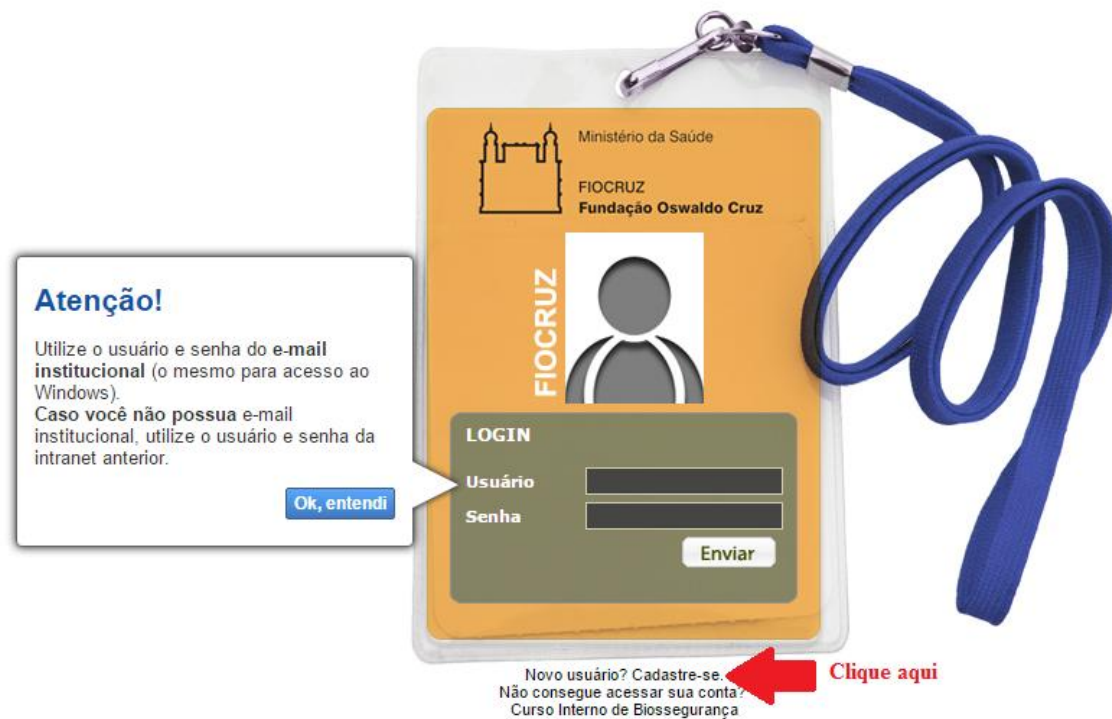 Ministério da Saúde
FIOCRUZ
Fundação Oswaldo Cruz
FIOCRUZ
Atenção!
Utilize o usuário e senha do e-mail
institucional (o mesmo para acesso ao
Windows).
Caso você não possua e-mail
institucional, utilize o usuário e senha da
intranet anterior.
Ok, entendi
LOGIN
Usuário
Senha
Enviar
Novo usuário? Cadastre-se.
Clique aqui
Não consegue acessar sua conta?
Curso Interno de Biossegurança